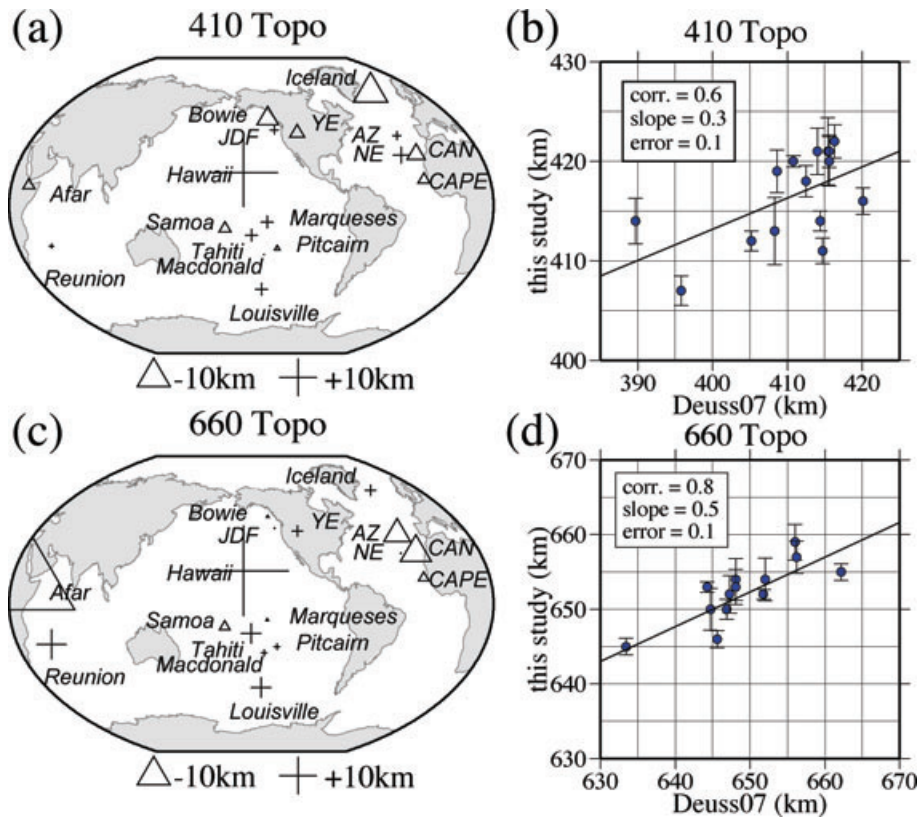 (a) 410 Topo
Iceland
Bowie
JDF
YE
AZ
NE
CAN
CAPE
Hawaii
Afar
Samoa
Tahiti
Macdonald
Marqueses
Pitcairn
Reunion
Louisville
-10km +10km
(b) 410 Topo
430
420
410
400
this study (km)
corr. = 0.6
slope = 0.3
error = 0.1
390 400 410 420
Deuss07 (km)
(c) 660 Topo
Iceland
Bowie
JDF
YE
AZ
NE
CAN
CAPE
Hawaii
Afar
Samoa
Tahiti
Macdonald
Marqueses
Pitcairn
Reunion
Louisville
-10km +10km
(d) 660 Topo
670
660
650
640
630
this study (km)
corr. = 0.8
slope = 0.5
error = 0.1
630 640 650 660 670
Deuss07 (km)